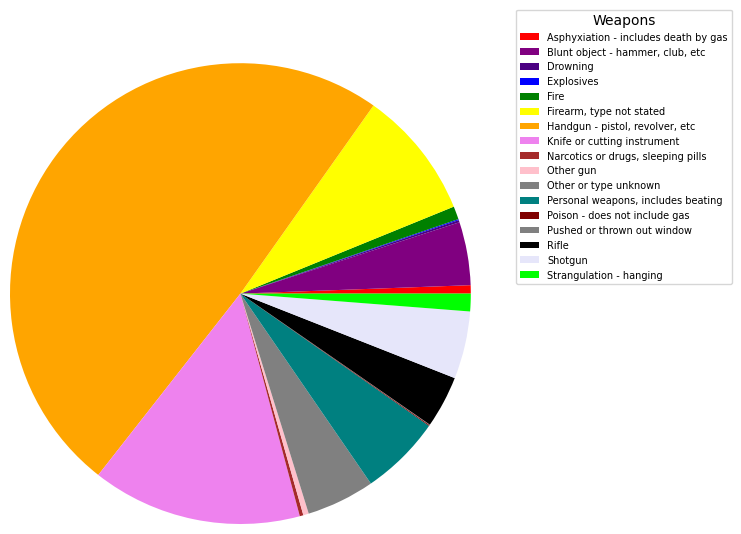 Weapons
Asphyxiation - includes death by gas
Blunt object - hammer, club, etc
Drowning
Explosives
Fire
Firearm, type not stated
Handgun - pistol, revolver, etc
Knife or cutting instrument
Narcotics or drugs, sleeping pills
Other gun
Other or type unknown
Personal weapons, includes beating
Poison - does not include gas
Pushed or thrown out window
Rifle
Shotgun
Strangulation - hanging